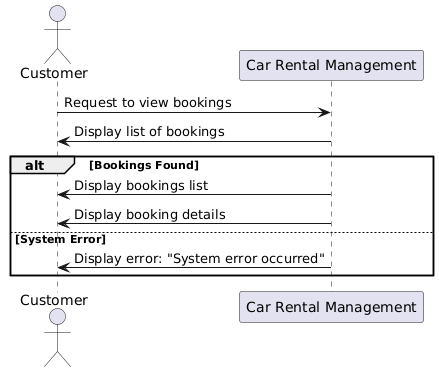 Customer
Car Rental Management
Request to view bookings
Display list of bookings
alt [Bookings Found]
Display bookings list
Display booking details
[System Error]
Display error: "System error occurred"
Customer
Car Rental Management